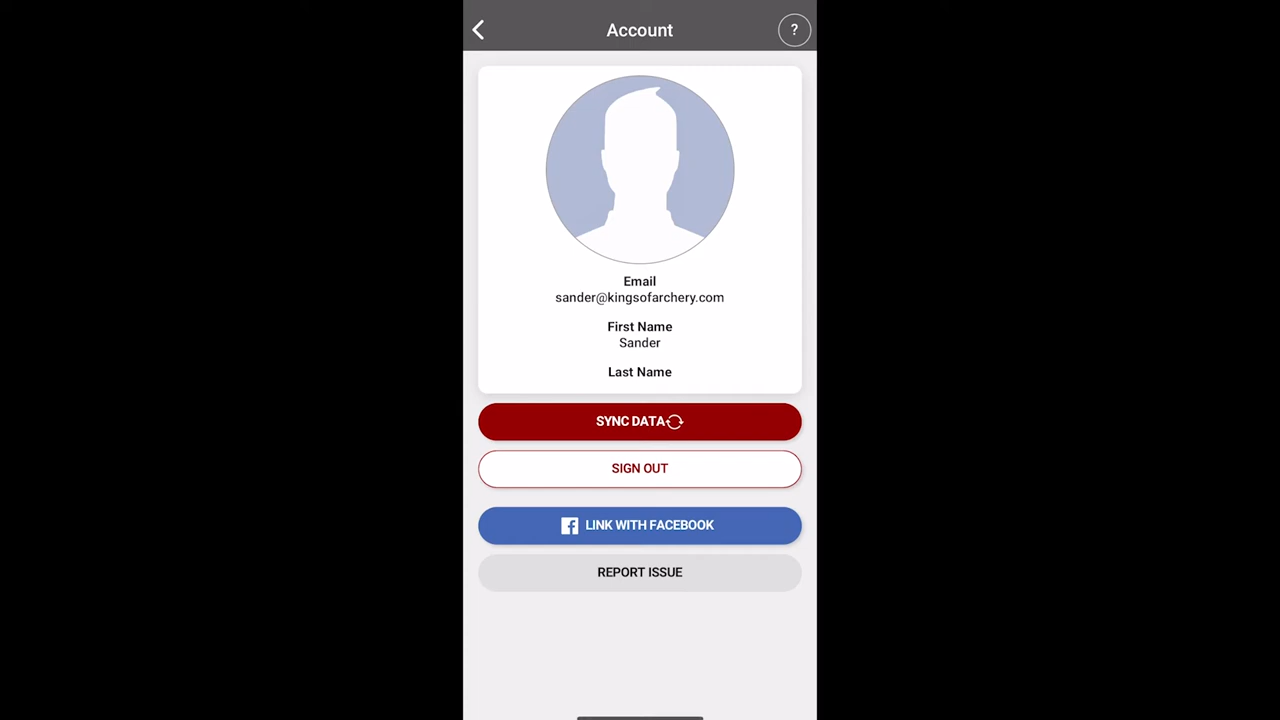 Account
?
Email
sander@kingsofarchery.com
First Name
Sander
Last Name
SYNC DATA
SIGN OUT
LINK WITH FACEBOOK
REPORT ISSUE